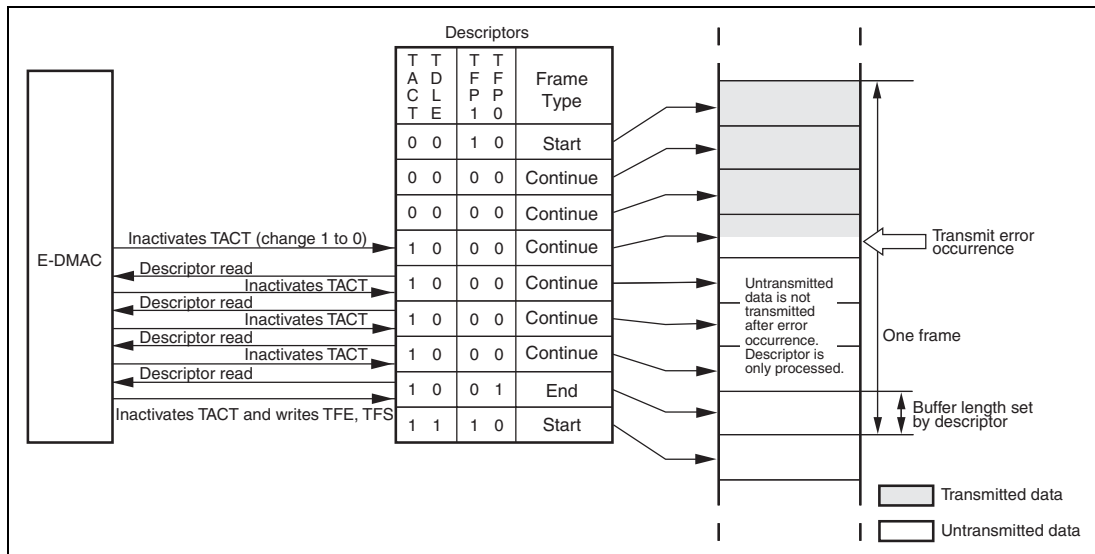 Descriptors
T T T T
A D F F
C L P P
T E 1 0
Frame
Type
0 0 1 0 Start
0 0 0 0 Continue
0 0 0 0 Continue
1 0 0 0 Continue
1 0 0 0 Continue
1 0 0 0 Continue
1 0 0 0 Continue
1 0 0 1 End
1 1 1 0 Start
E-DMAC
Inactivates TACT (change 1 to 0)
Descriptor read
Inactivates TACT
Descriptor read
Inactivates TACT
Descriptor read
Inactivates TACT
Descriptor read
Inactivates TACT and writes TFE, TFS
Untransmitted
data is not
transmitted
after error
occurrence.
Descriptor is
only processed.
Transmit error
occurrence
One frame
Buffer length set
by descriptor
Transmitted data
Untransmitted data